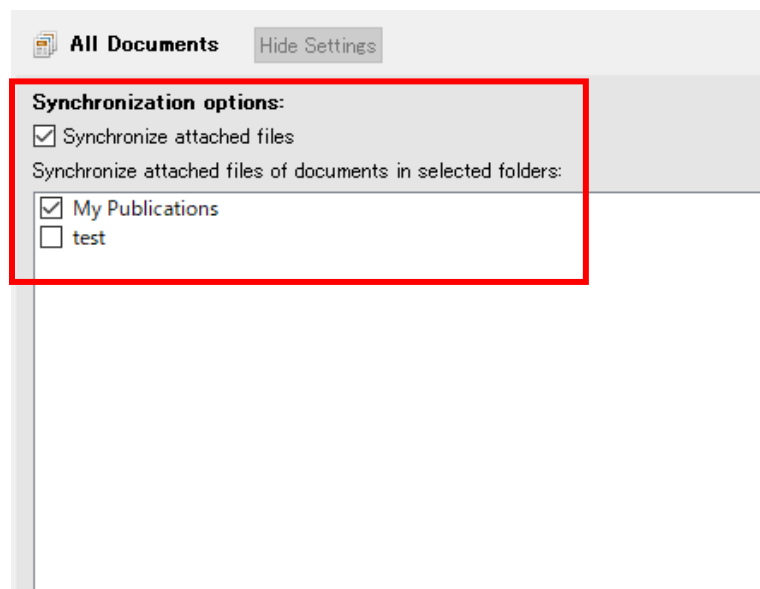 All Documents Hide Settings
Synchronization options:
Synchronize attached files
Synchronize attached files of documents in selected folders:
My Publications
test